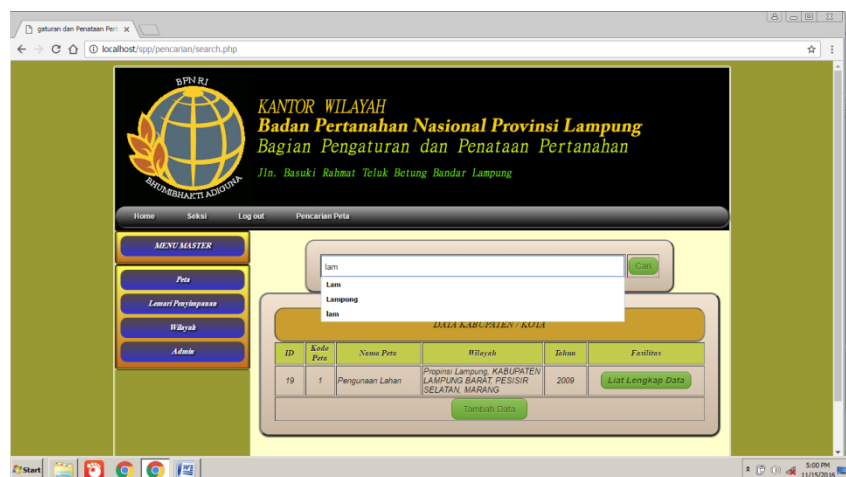 gaturan dan Penataan Pert
localhost/spp/pencarian/search.php
BPN RI
BHUMIBHAKTI ADIGUNA
KANTOR WILAYAH
Badan Pertanahan Nasional Provinsi Lampung
Bagian Pengaturan dan Penataan Pertanahan
Jln. Basuki Rahmat Teluk Betung Bandar Lampung
Home Seksi Log out Pencarian Peta
MENU MASTER
Peta
Lemari Penyimpanan
Wilayah
Admin
lam
Cari
Lam
Lampung
lam
DATA KABUPATEN / KOTA
ID Kode Peta Nama Peta Wilayah Tahun Fasilitas
19 1 Pengunaan Lahan Propinsi Lampung, KABUPATEN
LAMPUNG BARAT, PESISIR
SELATAN, MARANG 2009 Liat Lengkap Data
Tambah Data
Start
5:00 PM
11/15/2016